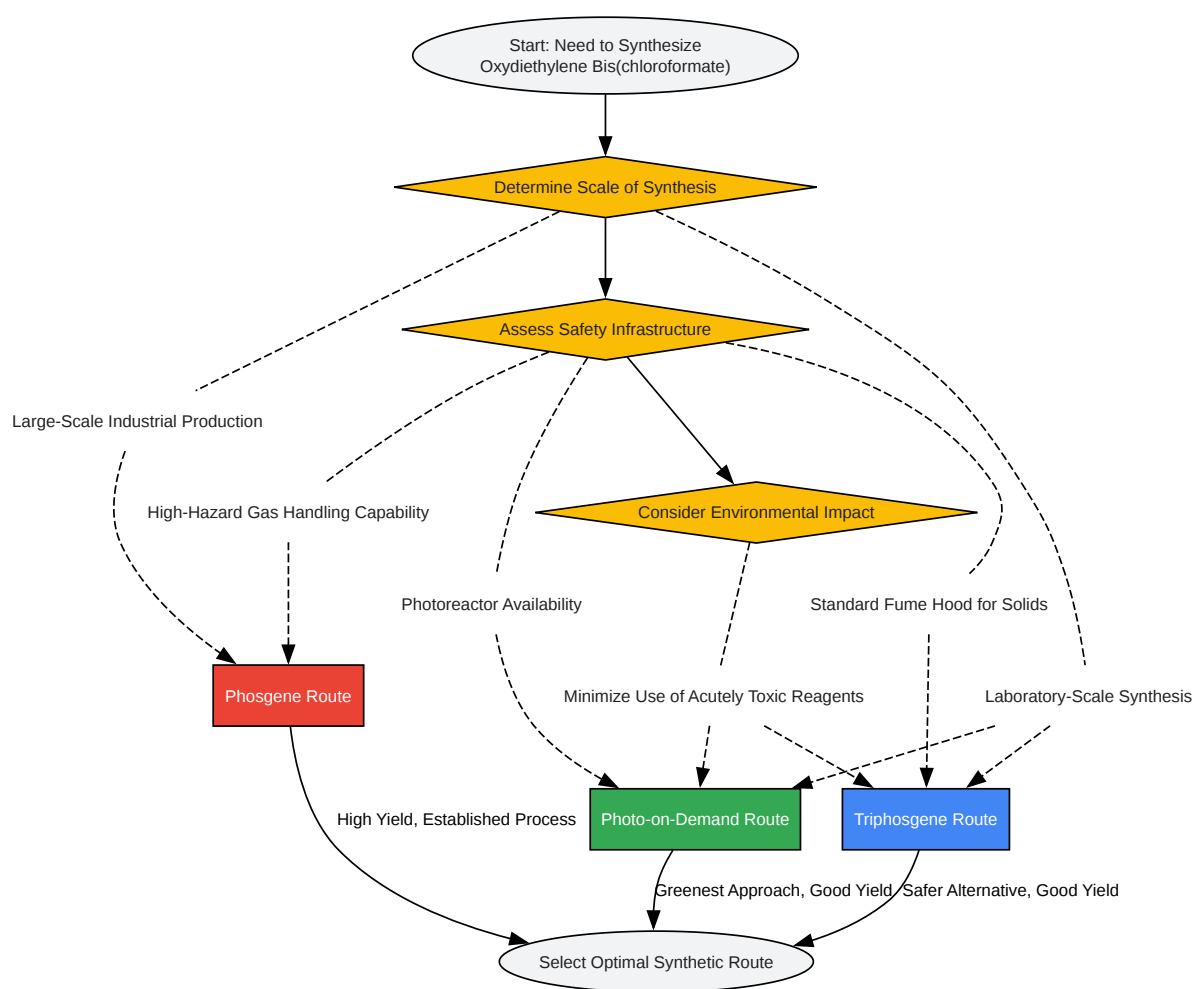 Start: Need to Synthesize
Oxydiethylene Bis(chloroformate)
Determine Scale of Synthesis
Assess Safety Infrastructure
Large-Scale Industrial Production
High-Hazard Gas Handling Capability
Consider Environmental Impact
Photoreactor Availability
Standard Fume Hood for Solids
Phosgene Route
Minimize Use of Acutely Toxic Reagents
Laboratory-Scale Synthesis
High Yield, Established Process
Photo-on-Demand Route
Triphosgene Route
Greenest Approach, Good Yield
Safer Alternative, Good Yield
Select Optimal Synthetic Route